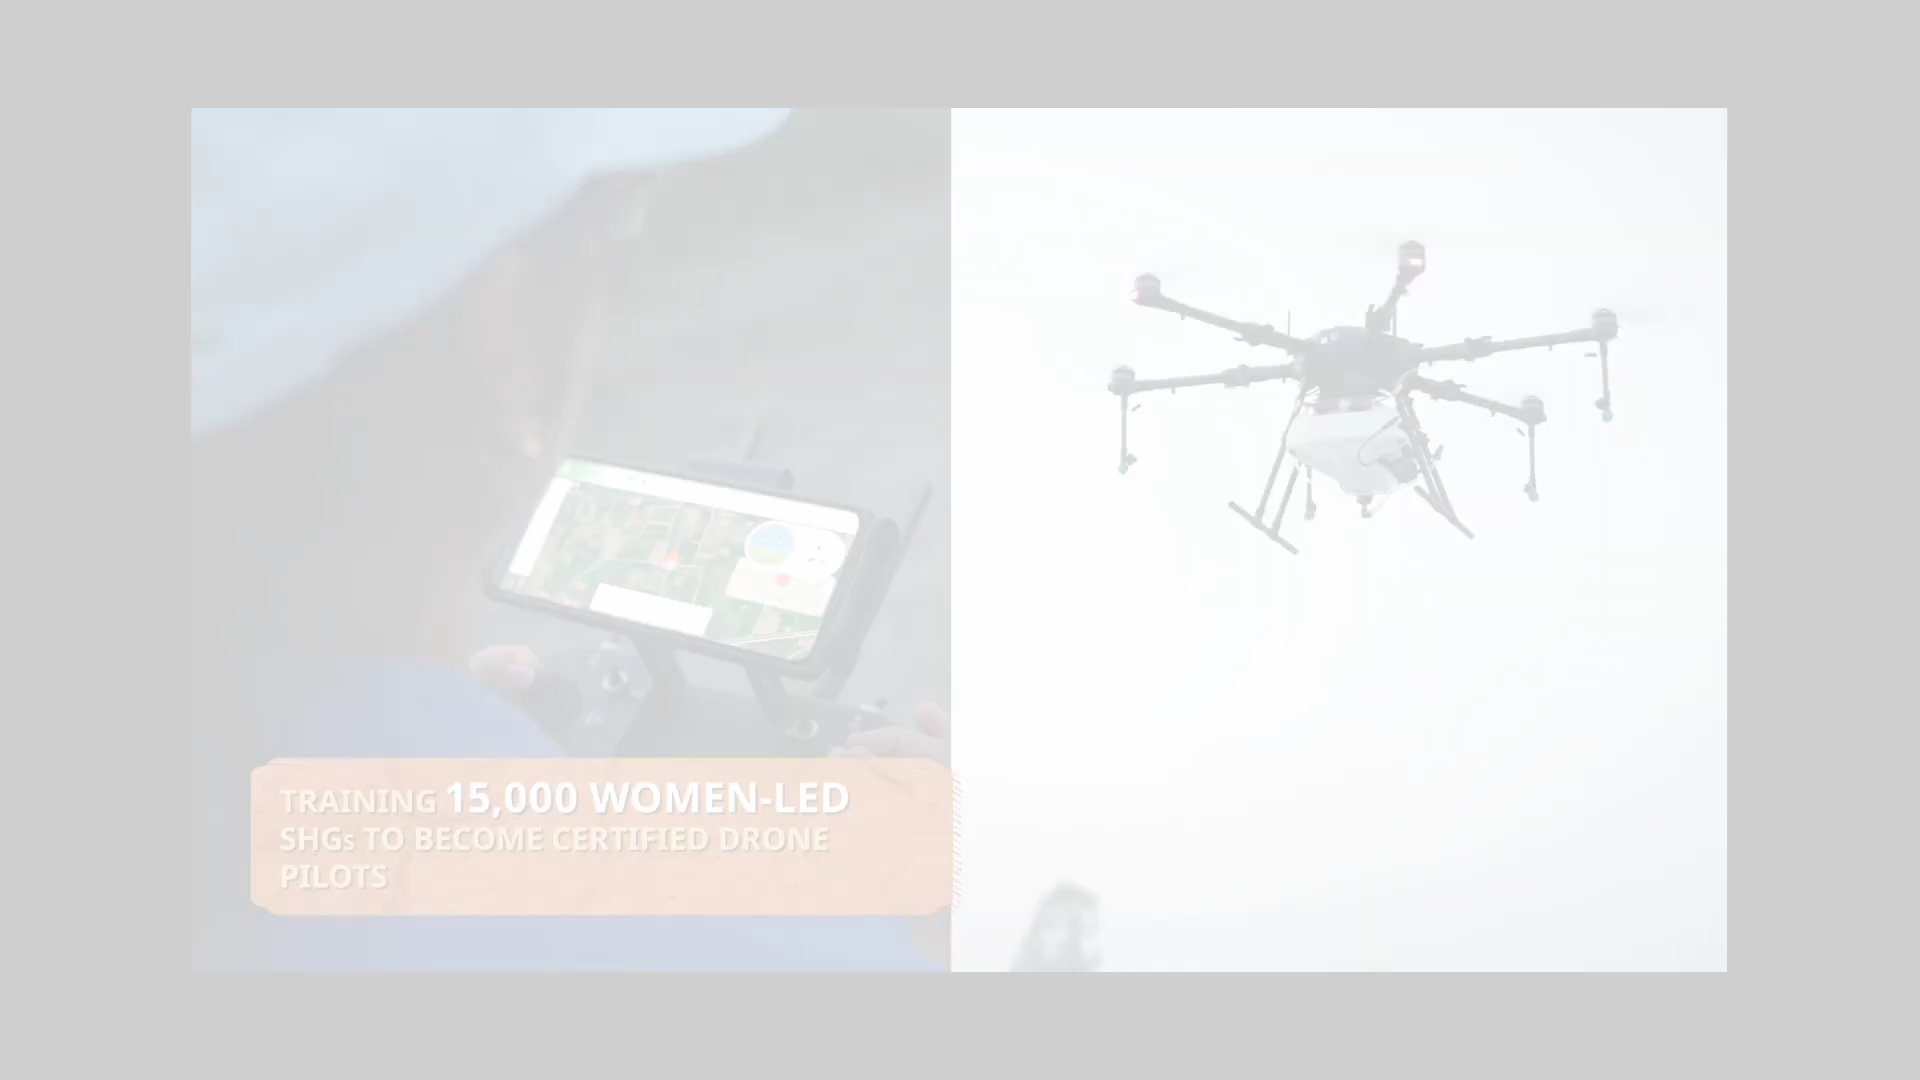 TRAINING 15,000 WOMEN-LED
SHGs TO BECOME CERTIFIED DRONE
PILOTS